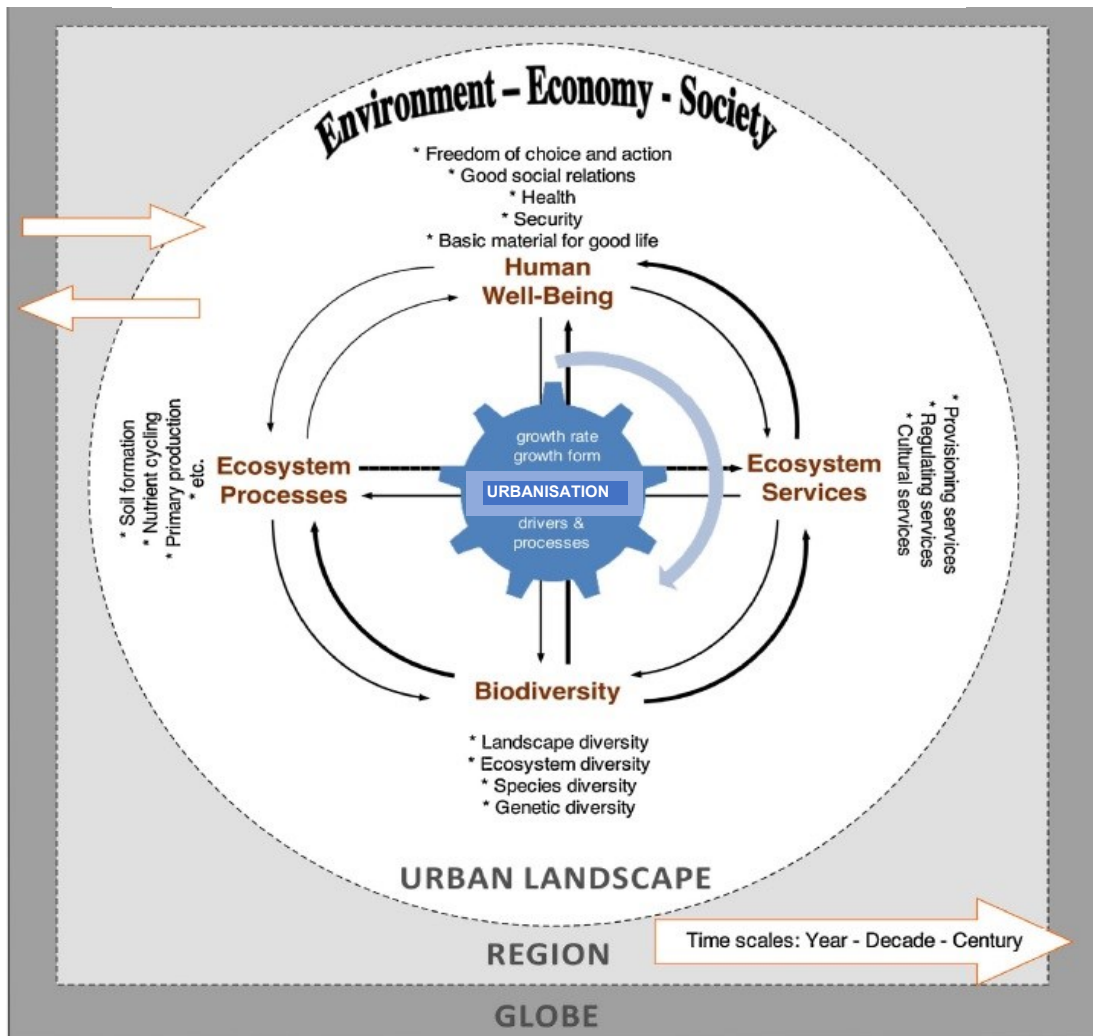 Environment – Economy - Society
* Freedom of choice and action
* Good social relations
* Health
* Security
* Basic material for good life
Human
Well-Being
* Soil formation
* Nutrient cycling
* Primary production
* etc.
Ecosystem
Processes
growth rate
growth form
URBANISATION
drivers &
processes
Ecosystem
Services
* Provisioning services
* Regulating services
* Cultural services
Biodiversity
* Landscape diversity
* Ecosystem diversity
* Species diversity
* Genetic diversity
URBAN LANDSCAPE
Time scales: Year - Decade - Century
REGION
GLOBE